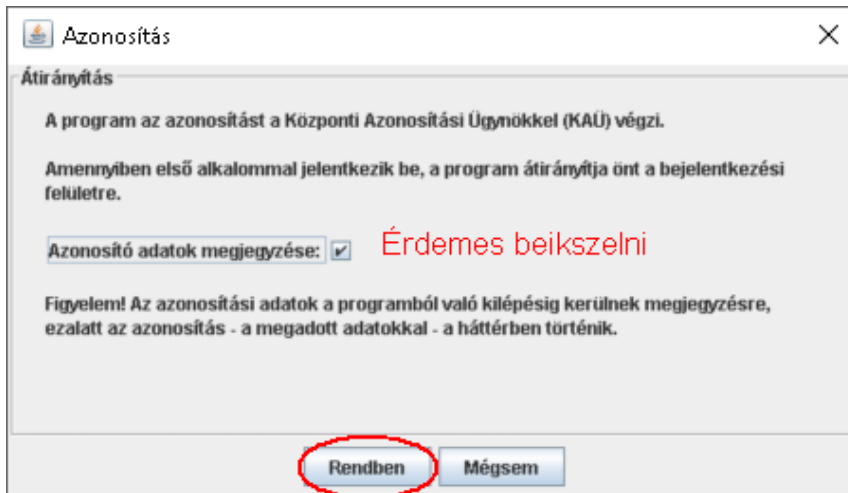 Azonosítás
Átirányítás
A program az azonosítást a Központi Azonosítási Ügynökkel (KAÜ) végzi.
Amennyiben első alkalommal jelentkezik be, a program átirányítja önt a bejelentkezési
felületre.
Azonosító adatok megjegyzése: Érdemes beikszelni
Figyelem! Az azonosítási adatok a programból való kilépésig kerülnek megjegyzésre,
ezalatt az azonosítás - a megadott adatokkal - a háttérben történik.
Rendben Mégsem